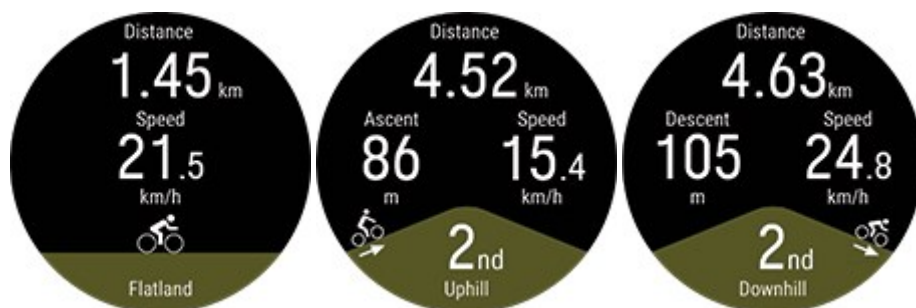 Distance
1.45 km
Speed
21.5
km/h
Flatland
Distance
4.52 km
Ascent Speed
86 15.4
m km/h
2nd
Uphill
Distance
4.63 km
Descent Speed
105 24.8
m km/h
2nd
Downhill